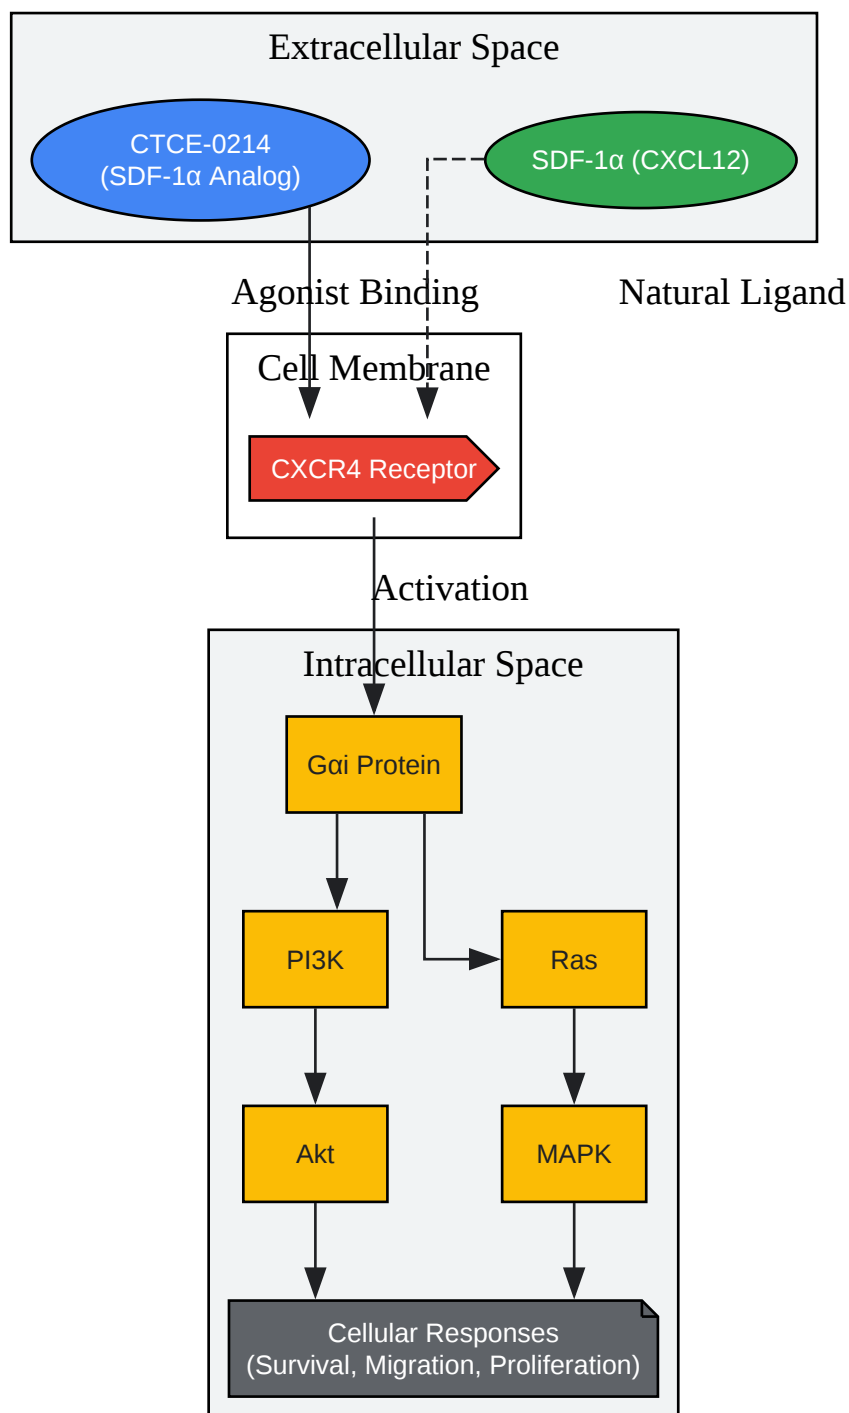 Extracellular Space
CTCE-0214
(SDF-1α Analog)
SDF-1α (CXCL12)
Agonist Binding
Natural Ligand
Cell Membrane
CXCR4 Receptor
Activation
Intracellular Space
Gαi Protein
PI3K
Ras
Akt
MAPK
Cellular Responses
(Survival, Migration, Proliferation)